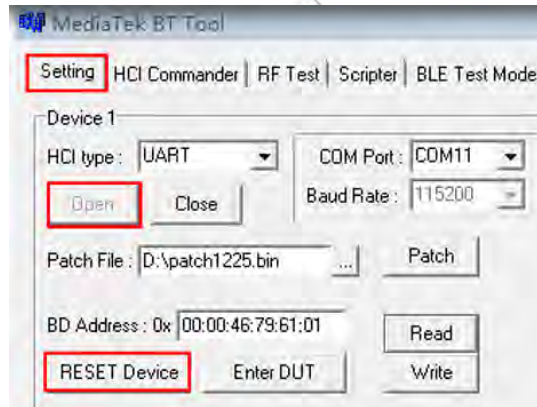 MediaTek BT Tool
Setting HCI Commander RF Test Scripter BLE Test Mode
Device 1
HCI type : UART COM Port : COM11
Open Close Baud Rate : 115200
Patch File : D:\patch1225.bin ... Patch
BD Address : 0x 00:00:46:79:61:01 Read
RESET Device Enter DUT Write